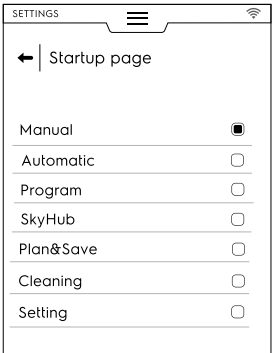 SETTINGS
Startup page
Manual
Automatic
Program
SkyHub
Plan&Save
Cleaning
Setting